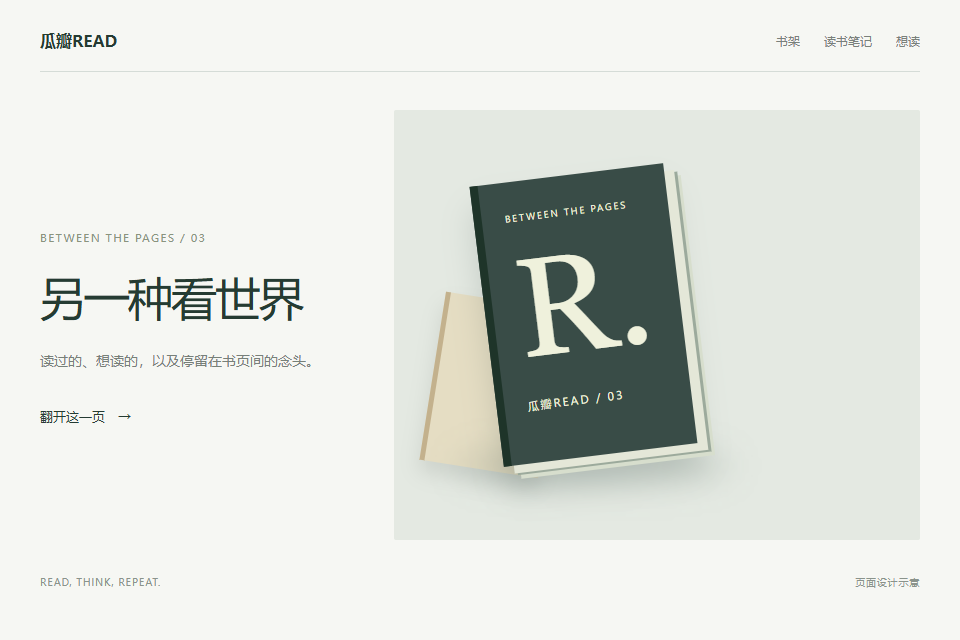 瓜瓣READ
书架 读书笔记 想读
BETWEEN THE PAGES / 03
另一种看世界
读过的、想读的，以及停留在书页间的念头。
翻开这一页 →
BETWEEN THE PAGES
R.
瓜瓣READ / 03
READ, THINK, REPEAT.
页面设计示意